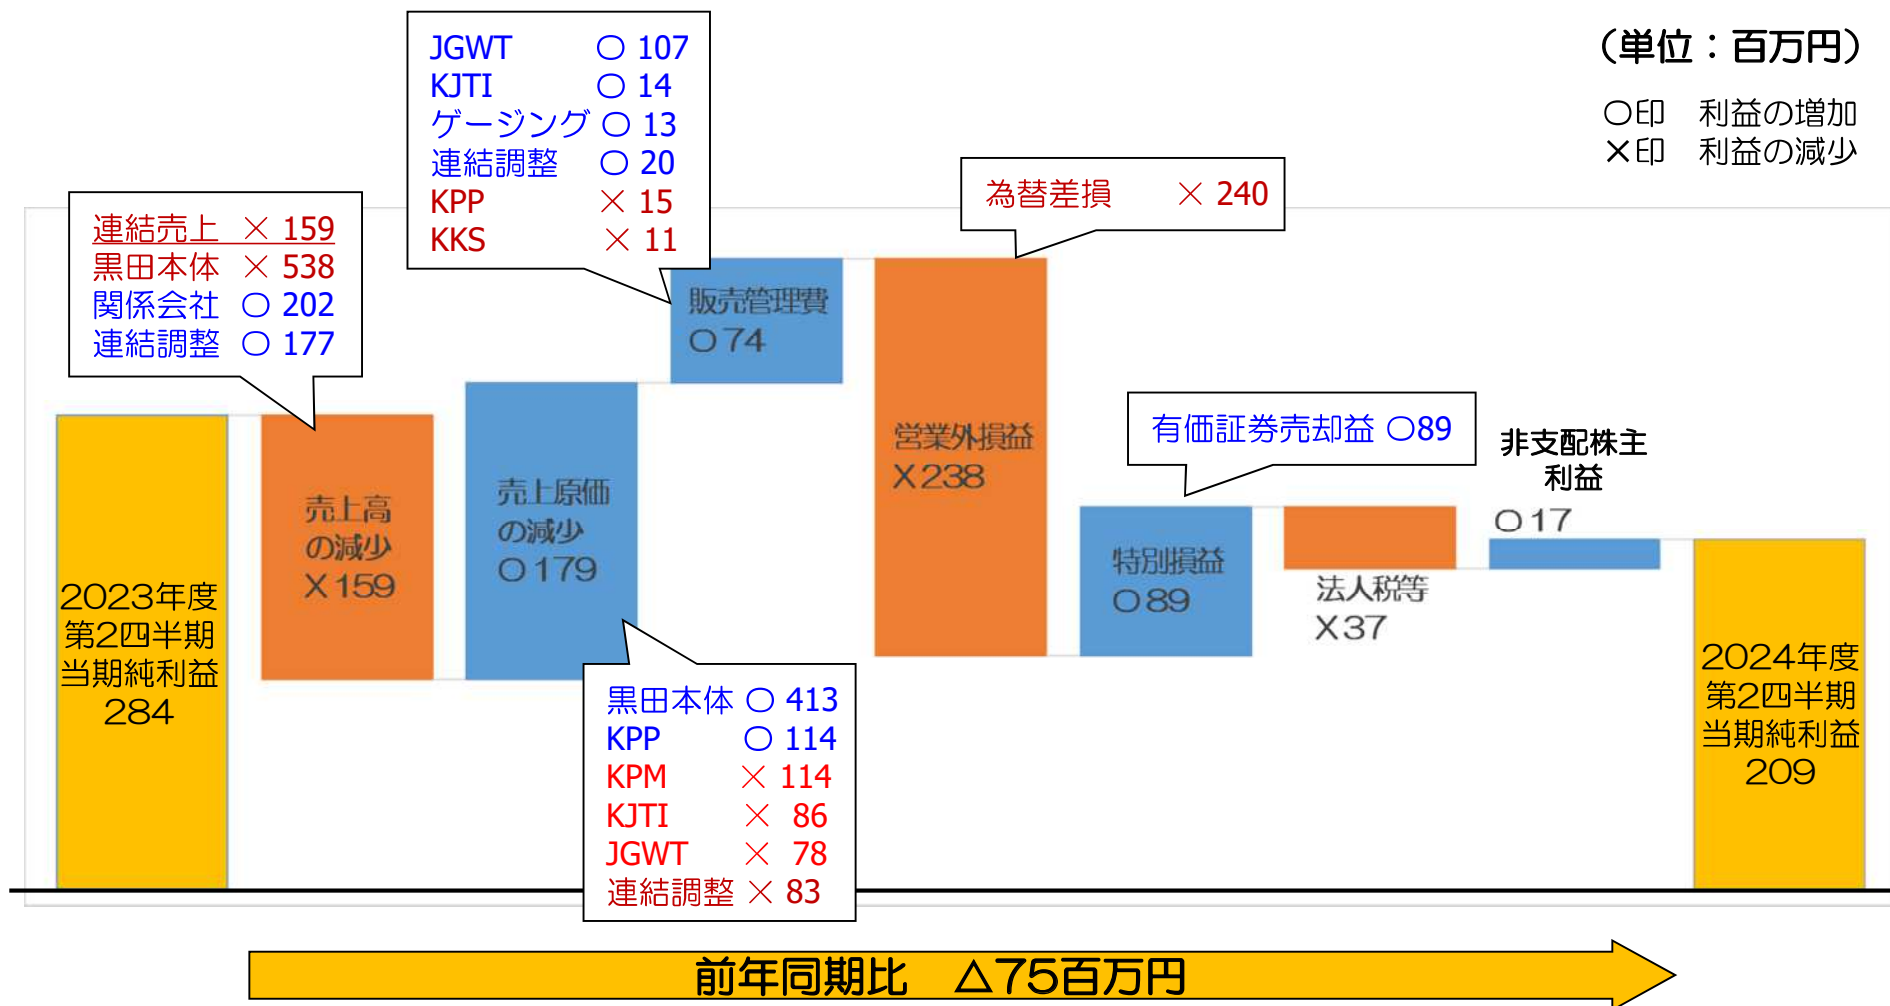 (単位：百万円)
〇印　利益の増加
×印　利益の減少
JGWT 〇 107
KJTI 〇 14
ゲージング 〇 13
連結調整 〇 20
KPP × 15
KKS × 11
為替差損 × 240
連結売上 × 159
黒田本体 × 538
関係会社 〇 202
連結調整 〇 177
販売管理費
〇74
有価証券売却益 〇89
営業外損益
×238
非支配株主
利益
〇17
売上高
の減少
×159
売上原価
の減少
〇179
特別損益
〇89
法人税等
×37
2023年度
第2四半期
当期純利益
284
黒田本体 〇 413
KPP 〇 114
KPM × 114
KJTI × 86
JGWT × 78
連結調整 × 83
2024年度
第2四半期
当期純利益
209
前年同期比　△75百万円